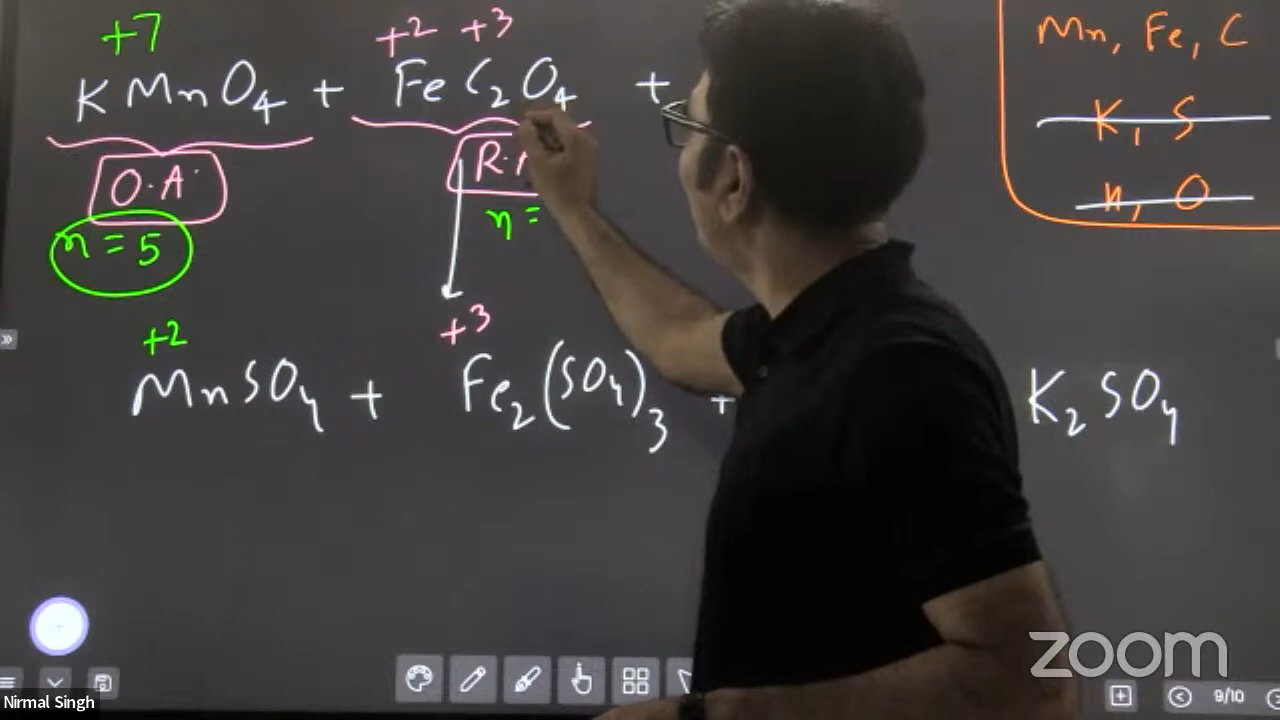 +7 +2 +3 Mn, Fe, C
KMnO4 + FeC2O4 +
K, S
O.A. R.
n, O
n = 5 n =
+2 +3
MnSO4 + Fe2(SO4)3 + K2SO4
zoom
Nirmal Singh 9/10